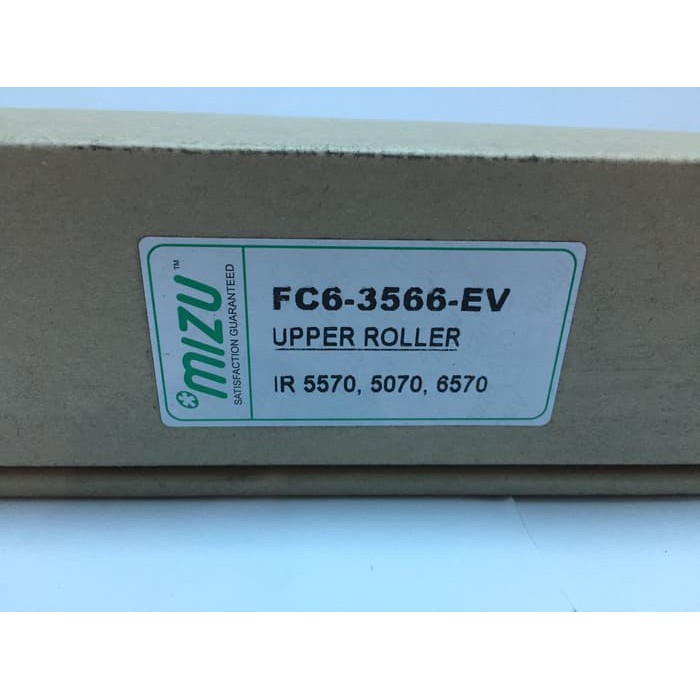 MIZU™
SATISFACTION GUARANTEED
FC6-3566-EV
UPPER ROLLER
IR 5570, 5070, 6570